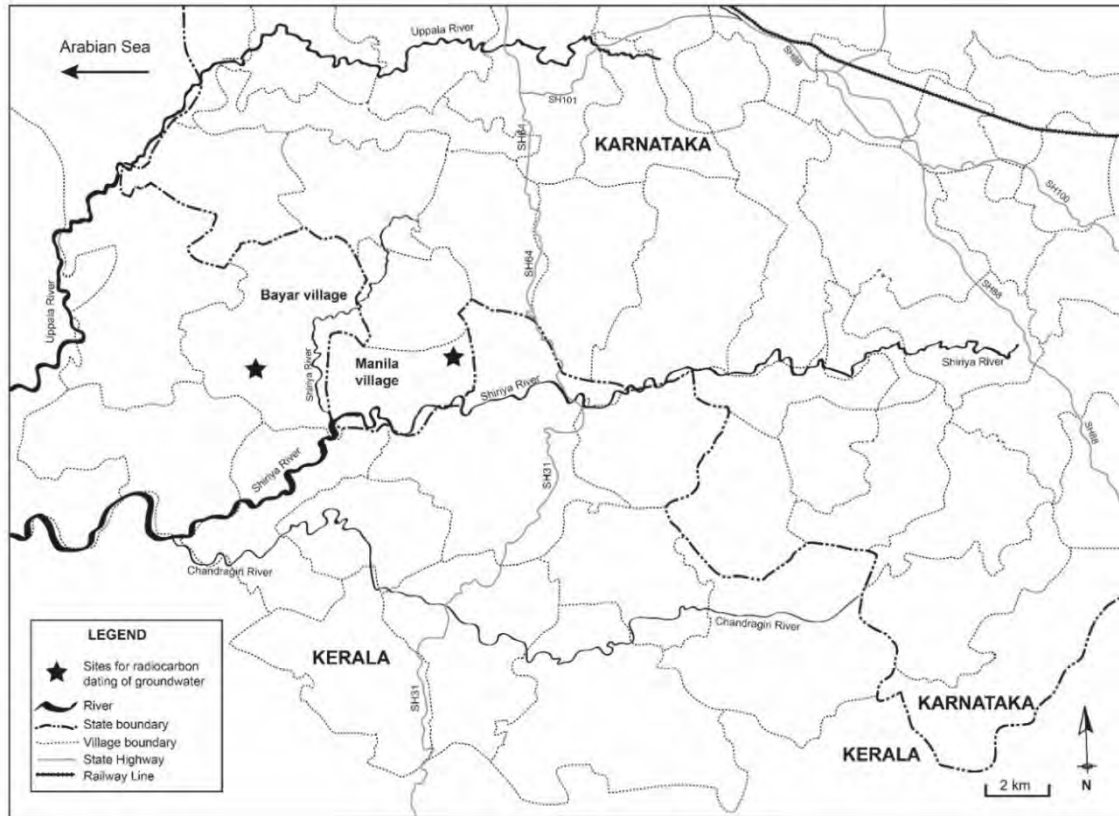 Arabian Sea
Uppala River
SH88
SH101
SH64
KARNATAKA
SH100
SH64
Uppala River
Bayar village
SH88
Shiriya River
Manila
village
Shiriya River
Shiriya River
Shiriya River
SH88
SH31
Chandragiri River
Chandragiri River
KERALA
SH31
KARNATAKA
KERALA
LEGEND
Sites for radiocarbon
dating of groundwater
River
State boundary
Village boundary
State Highway
Railway Line
2 km
N